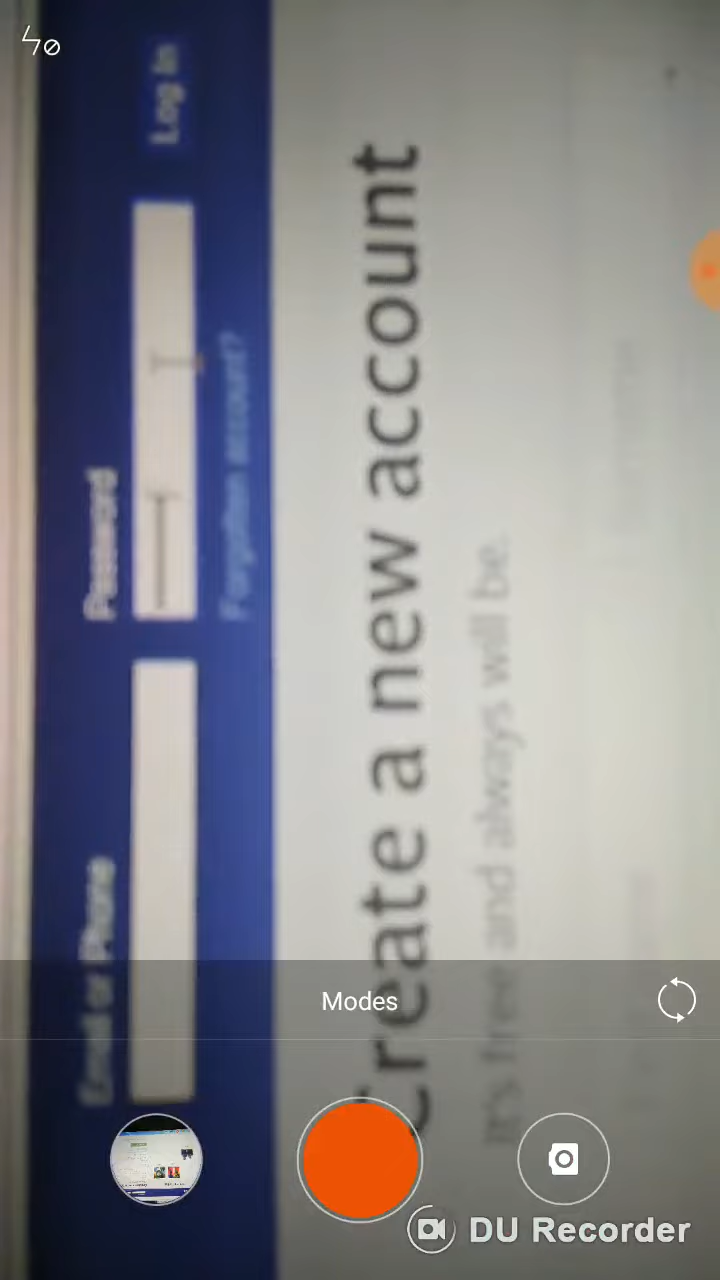 Email or Phone
Password
Log In
Forgotten account?
Create a new account
It's free and always will be.
Modes
DU Recorder